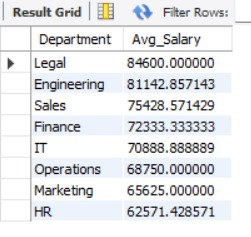 Result Grid Filter Rows:
Department Avg_Salary
Legal 84600.000000
Engineering 81142.857143
Sales 75428.571429
Finance 72333.333333
IT 70888.888889
Operations 68750.000000
Marketing 65625.000000
HR 62571.428571